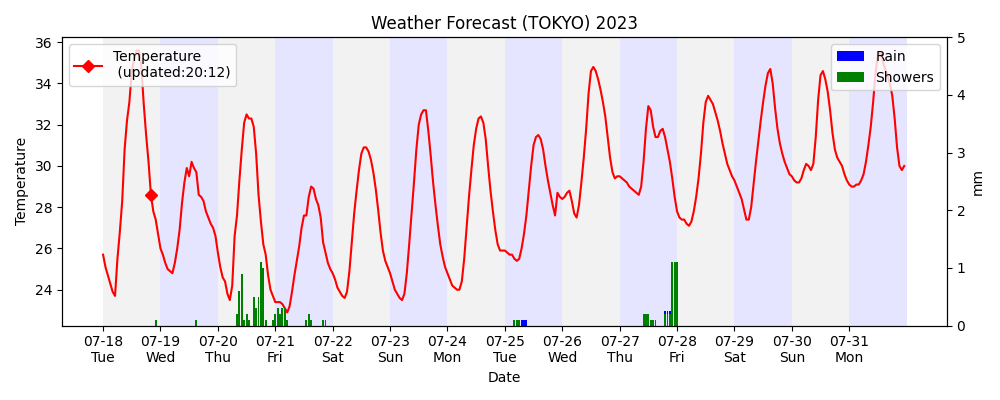 Weather Forecast (TOKYO) 2023
Temperature
(updated:20:12)
Rain
Showers
Temperature
36
34
32
30
28
26
24
5
4
3
2
1
0
mm
07-18 07-19 07-20 07-21 07-22 07-23 07-24 07-25 07-26 07-27 07-28 07-29 07-30 07-31
Tue Wed Thu Fri Sat Sun Mon Tue Wed Thu Fri Sat Sun Mon
Date